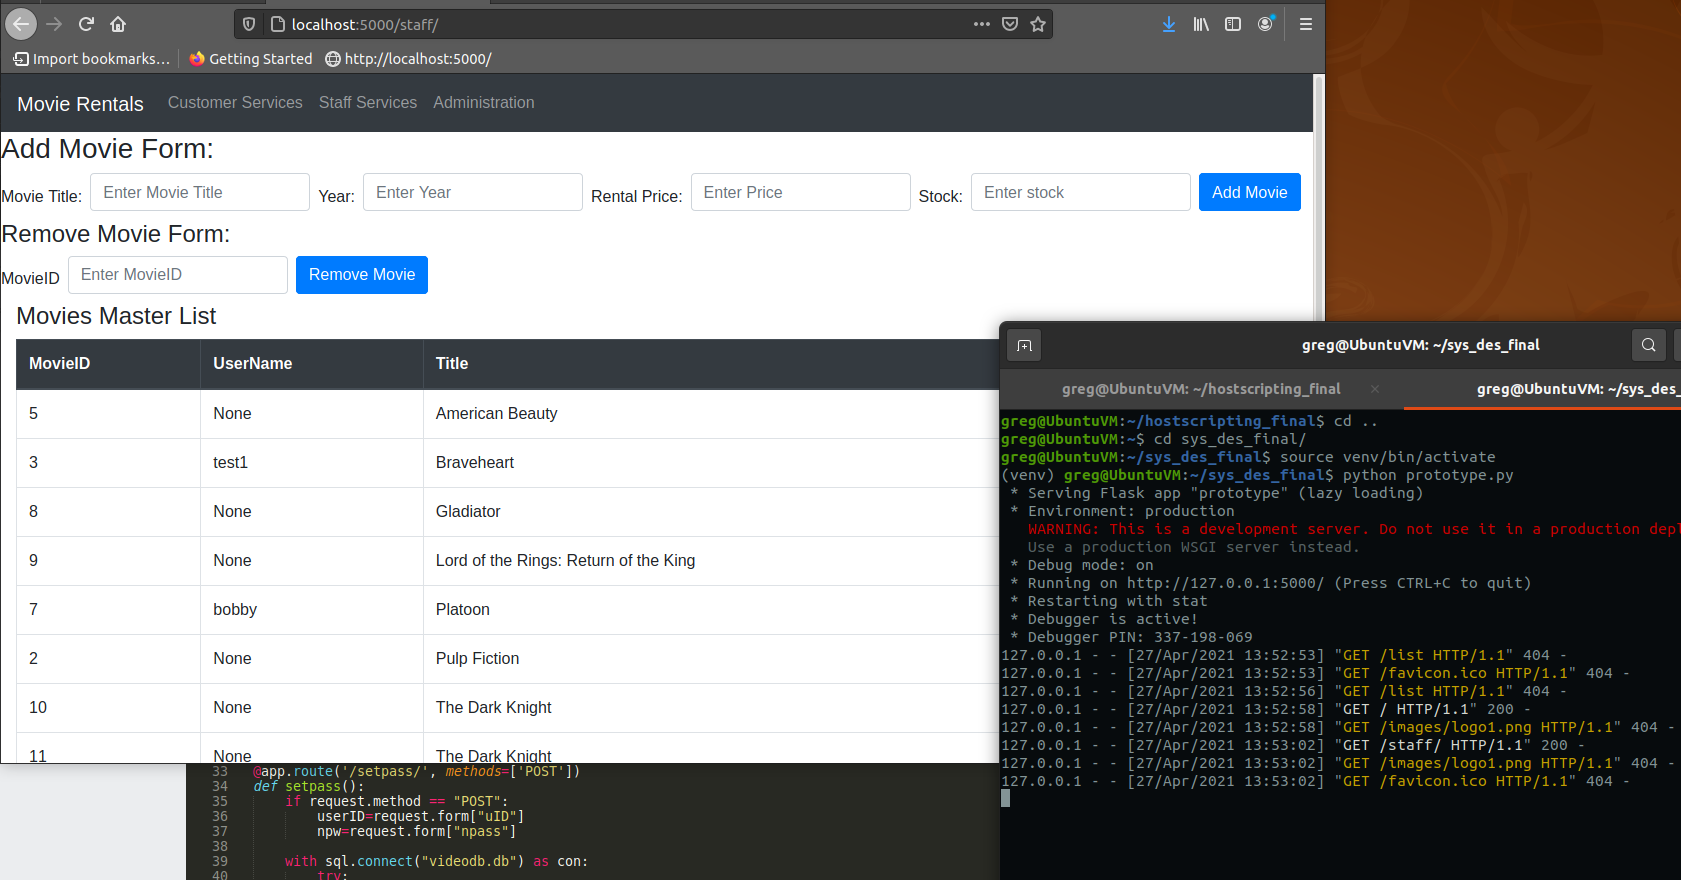 localhost:5000/staff/
Import bookmarks... Getting Started http://localhost:5000/
Movie Rentals Customer Services Staff Services Administration
Add Movie Form:
Movie Title: Enter Movie Title Year: Enter Year Rental Price: Enter Price Stock: Enter stock Add Movie
Remove Movie Form:
MovieID Enter MovieID Remove Movie
Movies Master List
MovieID UserName Title
5 None American Beauty
3 test1 Braveheart
8 None Gladiator
9 None Lord of the Rings: Return of the King
7 bobby Platoon
2 None Pulp Fiction
10 None The Dark Knight
11 None The Dark Knight
33 @app.route('/setpass/', methods=['POST'])
34 def setpass():
35 if request.method == "POST":
36 userID=request.form["uID"]
37 npw=request.form["npass"]
38
39 with sql.connect("videodb.db") as con:
40 try:
greg@UbuntuVM: ~/sys_des_final
greg@UbuntuVM: ~/hostscripting_final × greg@UbuntuVM: ~/sys_des_
greg@UbuntuVM:~/hostscripting_final$ cd ..
greg@UbuntuVM:~$ cd sys_des_final/
greg@UbuntuVM:~/sys_des_final$ source venv/bin/activate
(venv) greg@UbuntuVM:~/sys_des_final$ python prototype.py
* Serving Flask app "prototype" (lazy loading)
* Environment: production
WARNING: This is a development server. Do not use it in a production depl
Use a production WSGI server instead.
* Debug mode: on
* Running on http://127.0.0.1:5000/ (Press CTRL+C to quit)
* Restarting with stat
* Debugger is active!
* Debugger PIN: 337-198-069
127.0.0.1 - - [27/Apr/2021 13:52:53] "GET /list HTTP/1.1" 404 -
127.0.0.1 - - [27/Apr/2021 13:52:53] "GET /favicon.ico HTTP/1.1" 404 -
127.0.0.1 - - [27/Apr/2021 13:52:56] "GET /list HTTP/1.1" 404 -
127.0.0.1 - - [27/Apr/2021 13:52:58] "GET / HTTP/1.1" 200 -
127.0.0.1 - - [27/Apr/2021 13:52:58] "GET /images/logo1.png HTTP/1.1" 404 -
127.0.0.1 - - [27/Apr/2021 13:53:02] "GET /staff/ HTTP/1.1" 200 -
127.0.0.1 - - [27/Apr/2021 13:53:02] "GET /images/logo1.png HTTP/1.1" 404 -
127.0.0.1 - - [27/Apr/2021 13:53:02] "GET /favicon.ico HTTP/1.1" 404 -